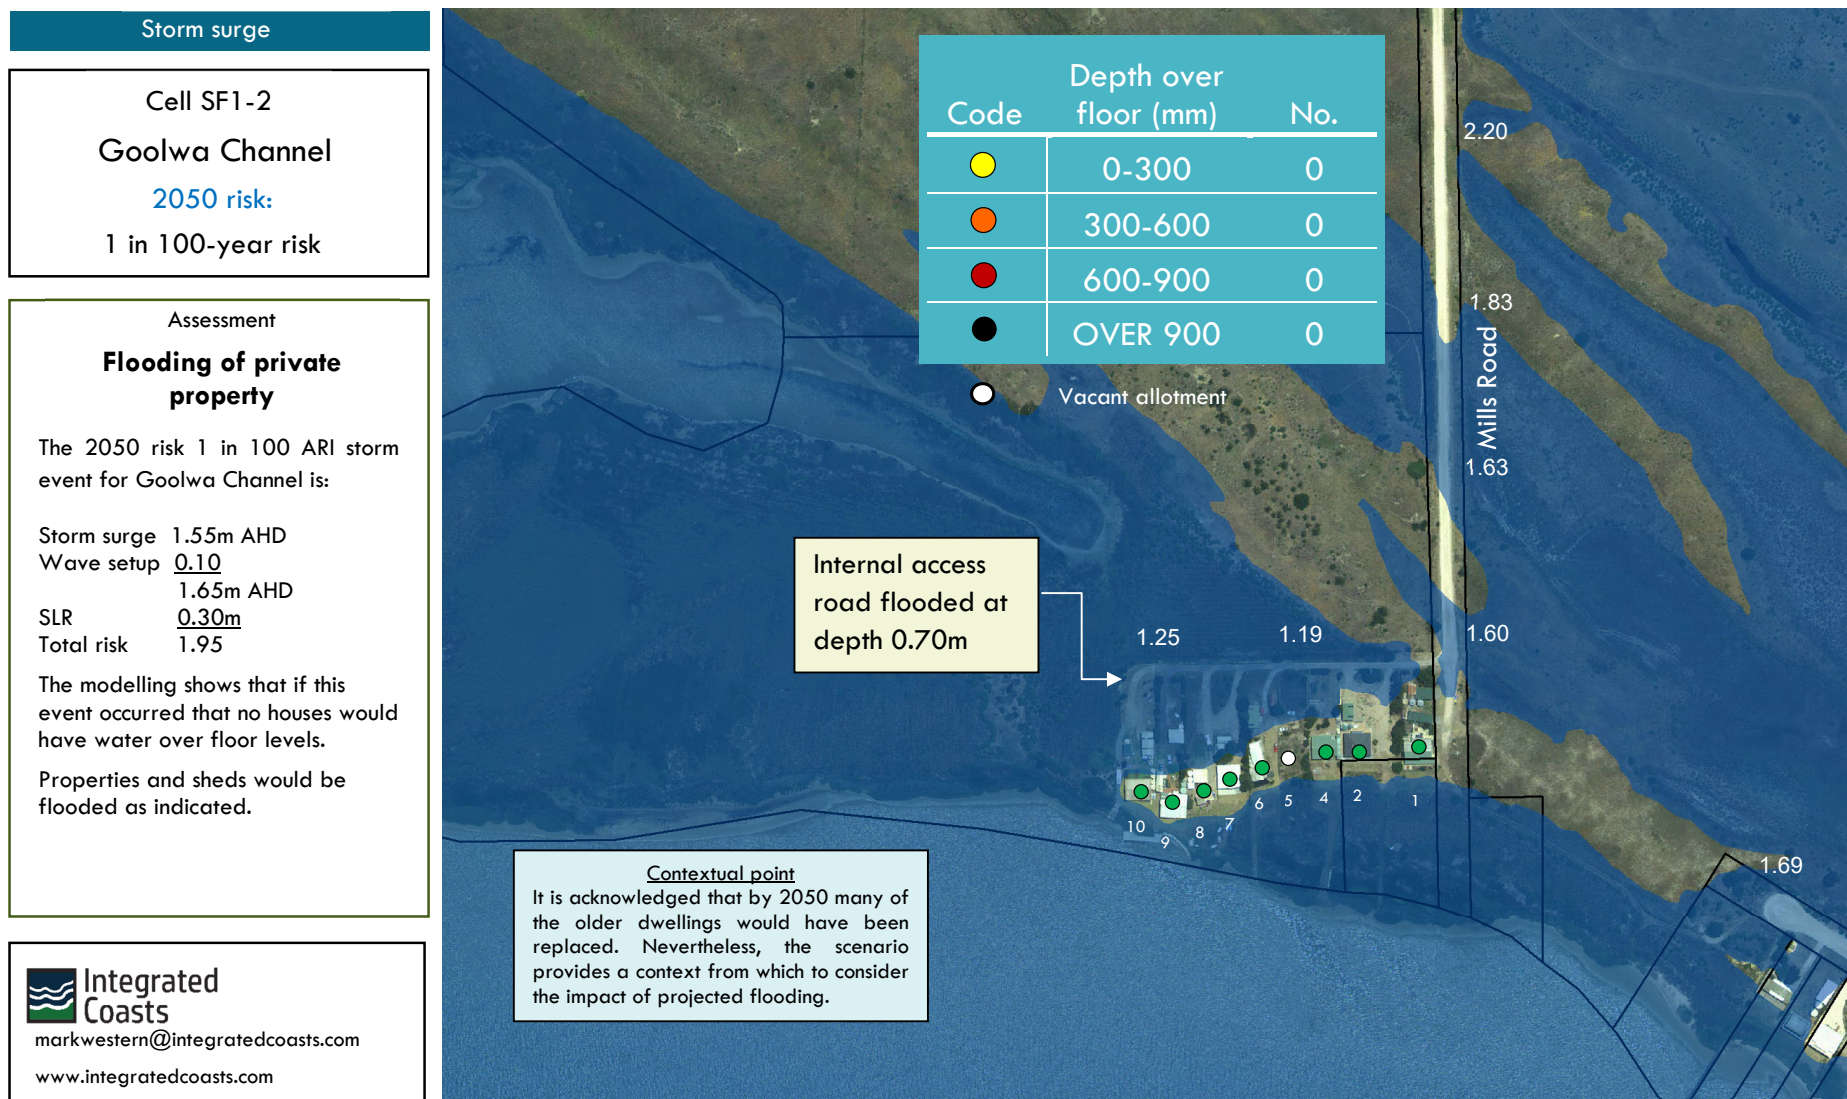 Storm surge
Cell SF1-2
Goolwa Channel
2050 risk:
1 in 100-year risk
Assessment
Flooding of private
property
The 2050 risk 1 in 100 ARI storm
event for Goolwa Channel is:
Storm surge 1.55m AHD
Wave setup 0.10
1.65m AHD
SLR 0.30m
Total risk 1.95
The modelling shows that if this
event occurred that no houses would
have water over floor levels.
Properties and sheds would be
flooded as indicated.
Integrated
Coasts
markwestern@integratedcoasts.com
www.integratedcoasts.com
Code Depth over floor (mm) No.
0-300 0
300-600 0
600-900 0
OVER 900 0
Vacant allotment
2.20
1.83
Mills Road
1.63
1.60
Internal access
road flooded at
depth 0.70m
1.25
1.19
10
9
8
7
6
5
4
2
1
1.69
Contextual point
It is acknowledged that by 2050 many of
the older dwellings would have been
replaced. Nevertheless, the scenario
provides a context from which to consider
the impact of projected flooding.